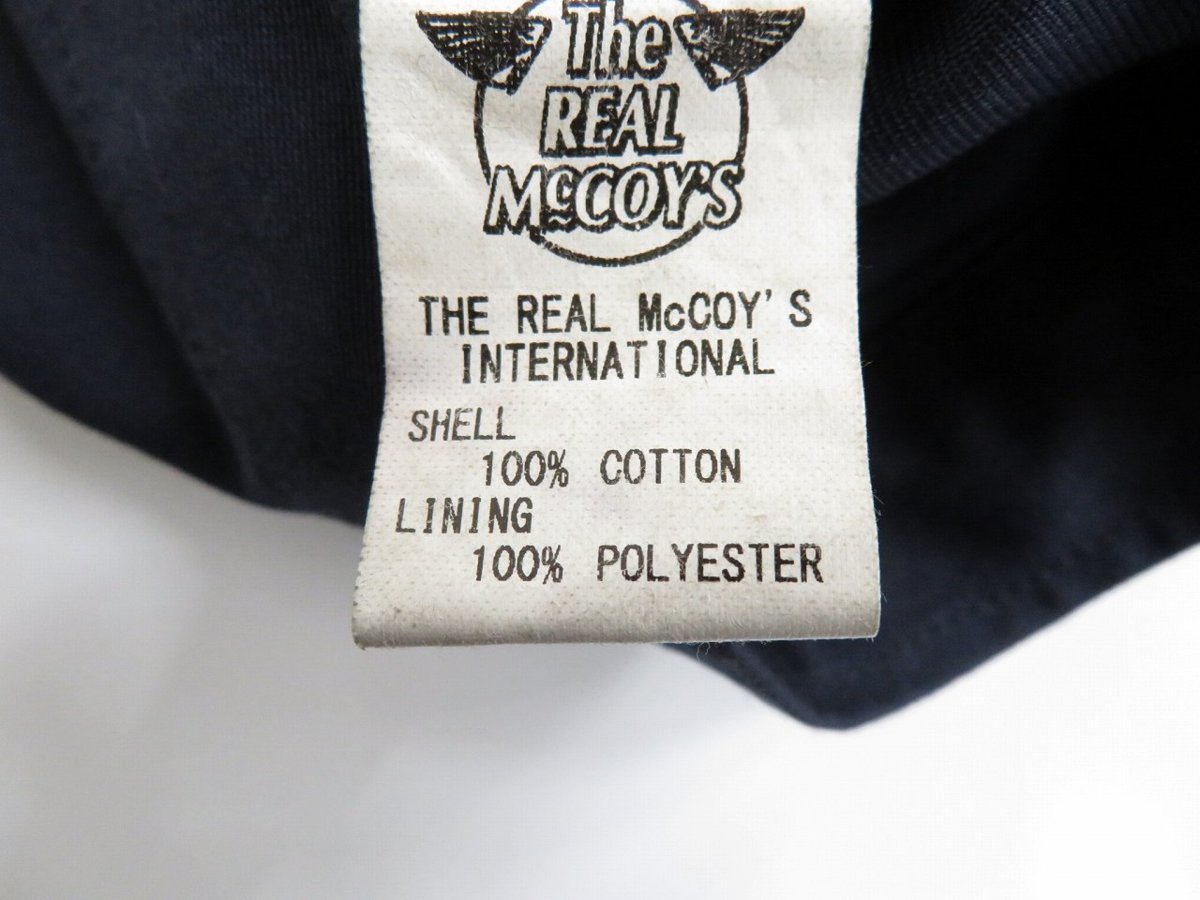 The
REAL
McCOY'S
THE REAL McCOY'S
INTERNATIONAL
SHELL
100% COTTON
LINING
100% POLYESTER